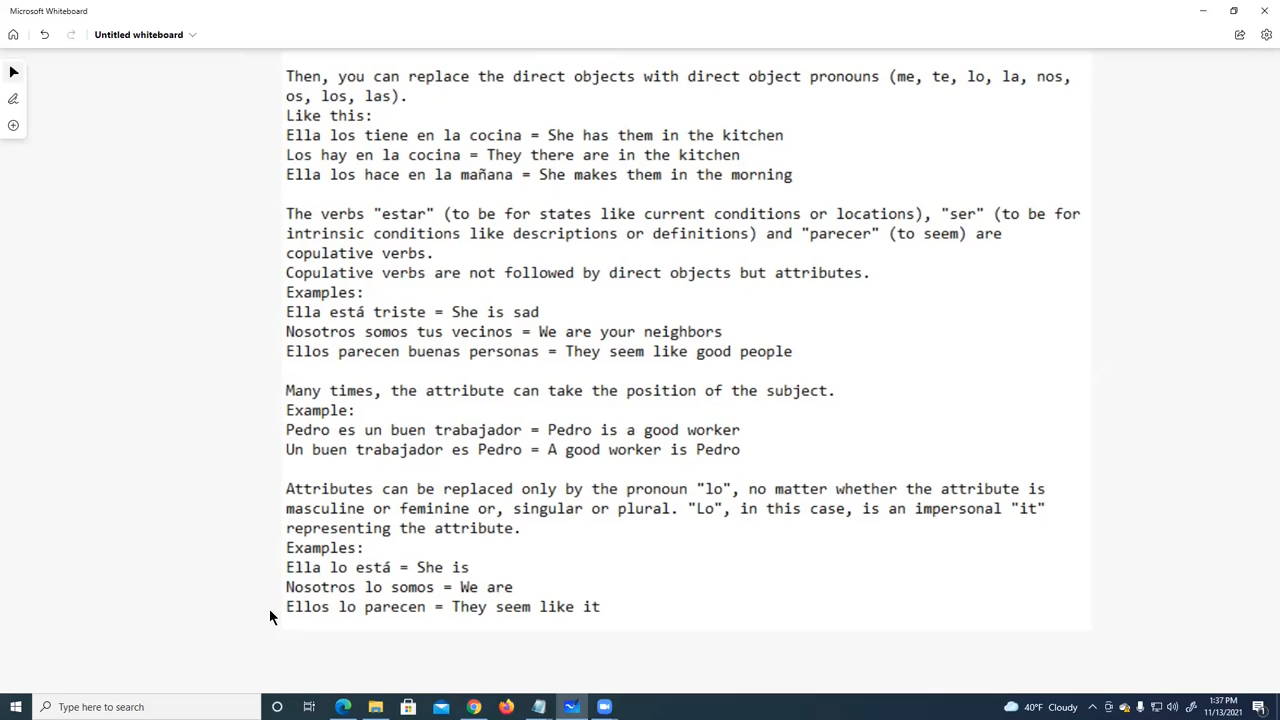 Microsoft Whiteboard
Untitled whiteboard
Then, you can replace the direct objects with direct object pronouns (me, te, lo, la, nos,
os, los, las).
Like this:
Ella los tiene en la cocina = She has them in the kitchen
Los hay en la cocina = They there are in the kitchen
Ella los hace en la mañana = She makes them in the morning
The verbs "estar" (to be for states like current conditions or locations), "ser" (to be for
intrinsic conditions like descriptions or definitions) and "parecer" (to seem) are
copulative verbs.
Copulative verbs are not followed by direct objects but attributes.
Examples:
Ella está triste = She is sad
Nosotros somos tus vecinos = We are your neighbors
Ellos parecen buenas personas = They seem like good people
Many times, the attribute can take the position of the subject.
Example:
Pedro es un buen trabajador = Pedro is a good worker
Un buen trabajador es Pedro = A good worker is Pedro
Attributes can be replaced only by the pronoun "lo", no matter whether the attribute is
masculine or feminine or, singular or plural. "Lo", in this case, is an impersonal "it"
representing the attribute.
Examples:
Ella lo está = She is
Nosotros lo somos = We are
Ellos lo parecen = They seem like it
Type here to search
40°F Cloudy
1:37 PM
11/13/2021